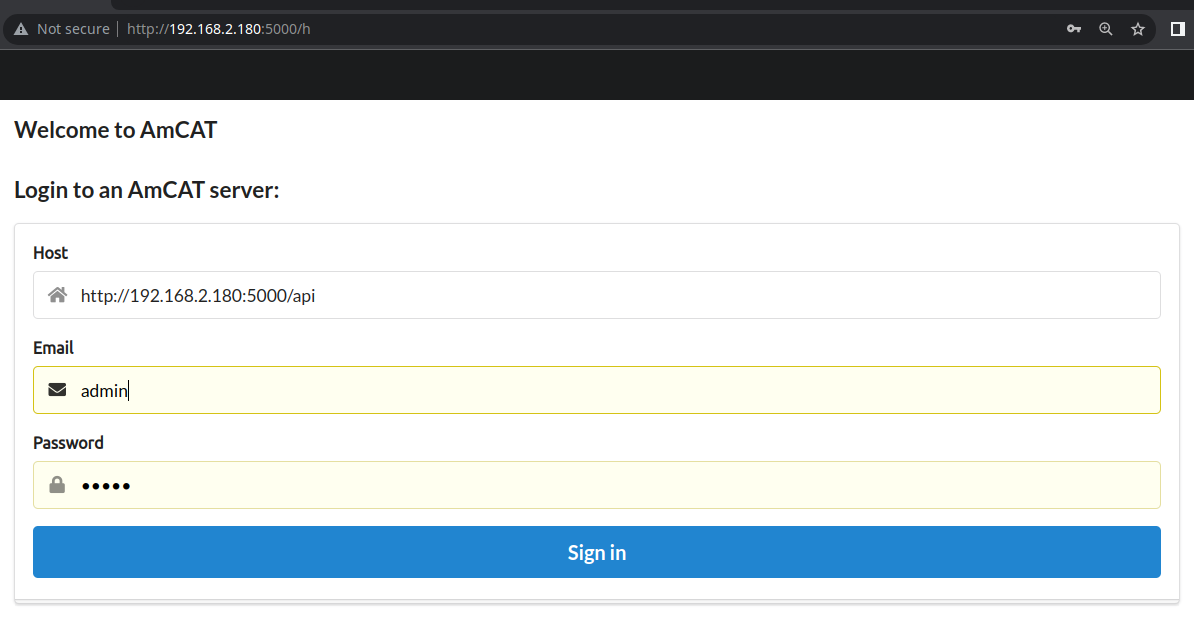 Not secure http://192.168.2.180:5000/h
Welcome to AmCAT
Login to an AmCAT server:
Host
http://192.168.2.180:5000/api
Email
admin
Password
•••••
Sign in